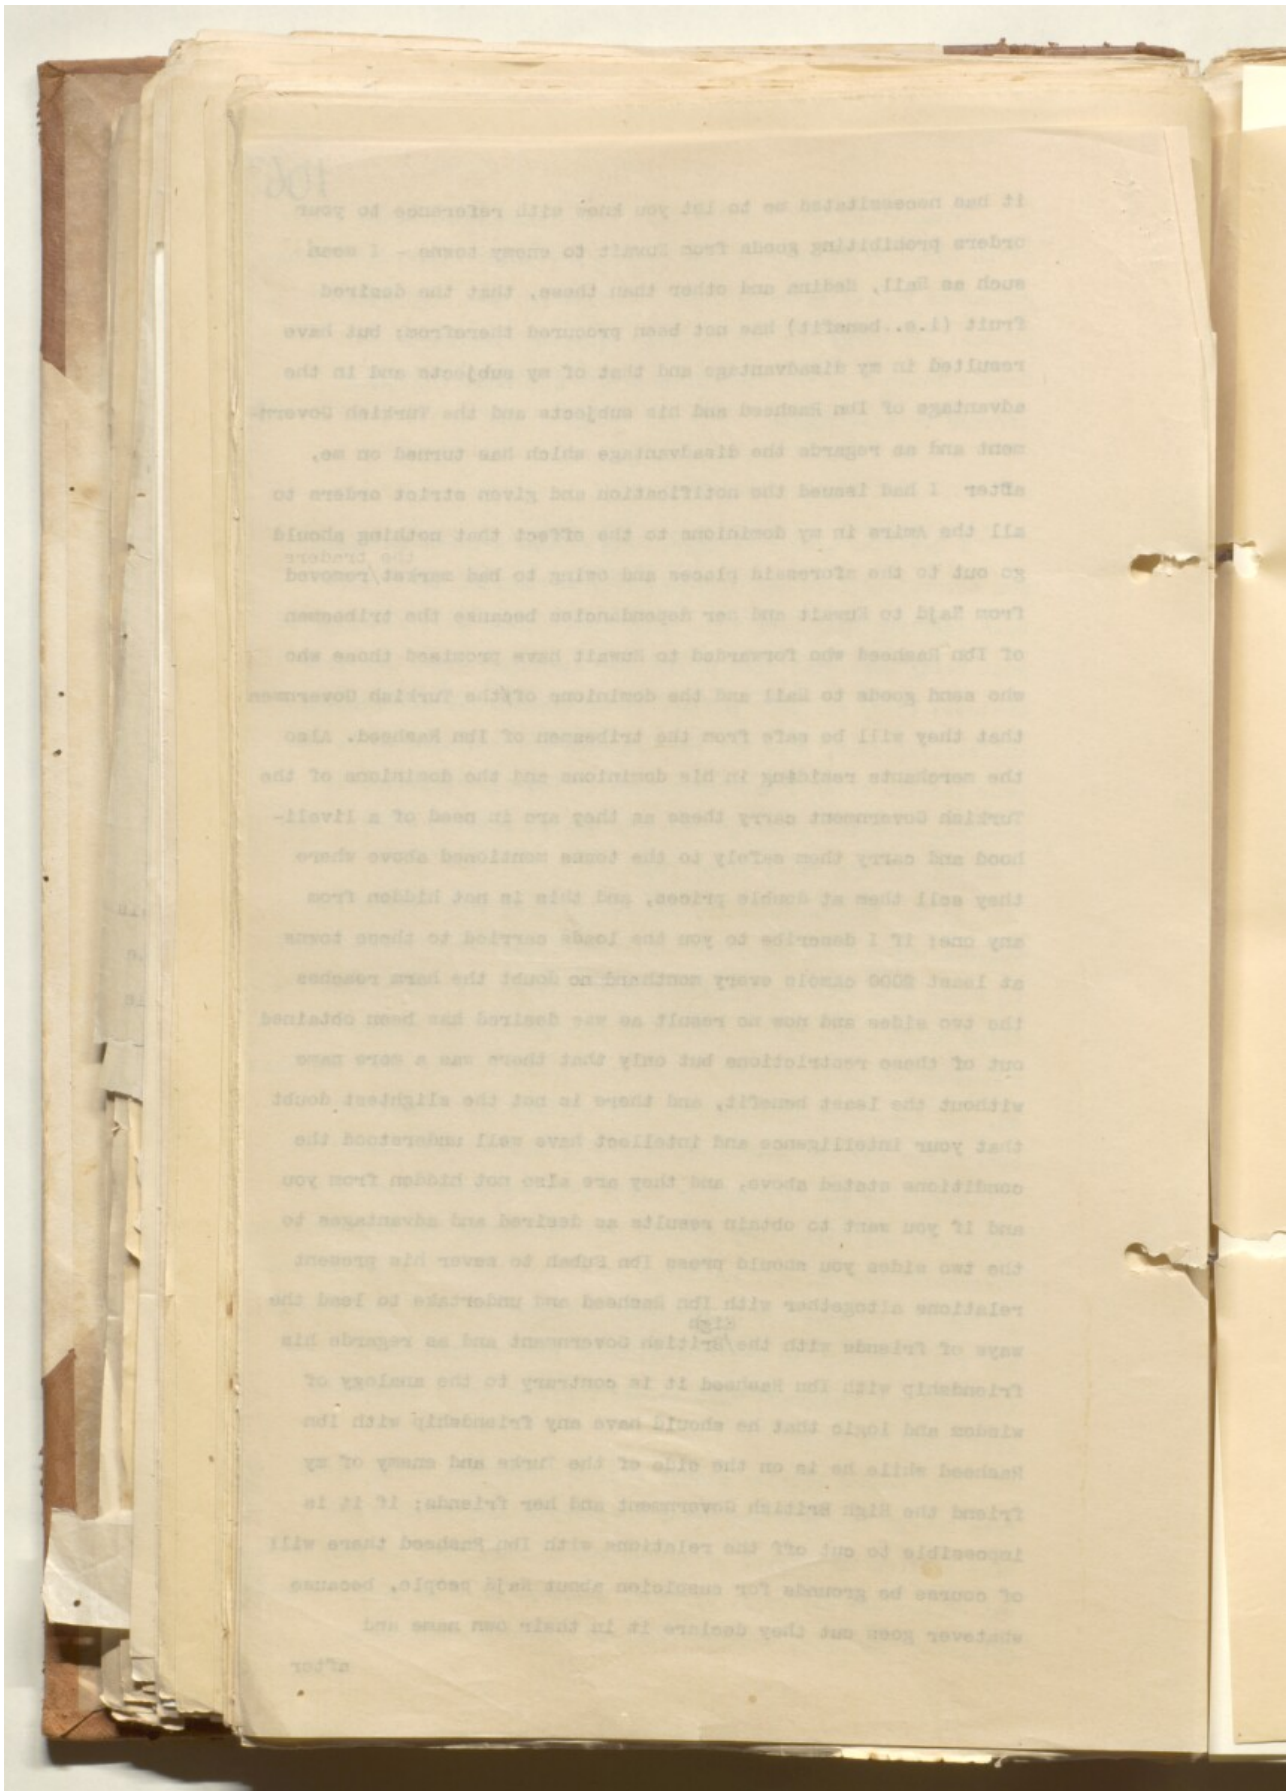 106
it has necessitated me to let you know with reference to your
orders prohibiting goods from Kuwait to enemy towns - I mean
such as Hail, Medina and other than these, that the desired
fruit (i.e. benefit) has not been procured therefrom; but have
resulted in my disadvantage and that of my subjects and in the
advantage of Ibn Rasheed and his subjects and the Turkish Govern-
ment and as regards the disadvantage which has turned on me,
after I had issued the notification and given strict orders to
all the Amirs in my dominions to the effect that nothing should
the traders
go out to the aforesaid places and owing to bad market/removed
from Najd to Kuwait and her dependancies because the tribesmen
of Ibn Rasheed who forwarded to Kuwait have promised those who
who send goods to Hail and the dominions of/the Turkish Governmen
that they will be safe from the tribesmen of Ibn Rasheed. Also
the merchants residing in his dominions and the dominions of the
Turkish Government carry these as they are in need of a liveli-
hood and carry them safely to the towns mentioned above where
they sell them at double prices, and this is not hidden from
any one; if I describe to you the loads carried to these towns
at least 2000 camels every monthand no doubt the harm reaches
the two sides and now no result as was desired has been obtained
out of these restrictions but only that there was a mere name
without the least benefit, and there is not the slightest doubt
that your intelligence and intellect have well understood the
conditions stated above, and they are also not hidden from you
and if you want to obtain results as desired and advantages to
the two sides you should press Ibn Subah to sever his present
relations altogether with Ibn Rasheed and undertake to lead the
High
ways of friends with the/British Government and as regards his
friendship with Ibn Rasheed it is contrary to the analogy of
wisdom and logic that he should have any friendship with Ibn
Rasheed while he is on the side of the Turks and enemy of my
friend the High British Government and her friends; if it is
impossible to cut off the relations with Ibn Rasheed there will
of course be grounds for suspicion about Najd people, because
whatever goes out they declare it in their own name and
after